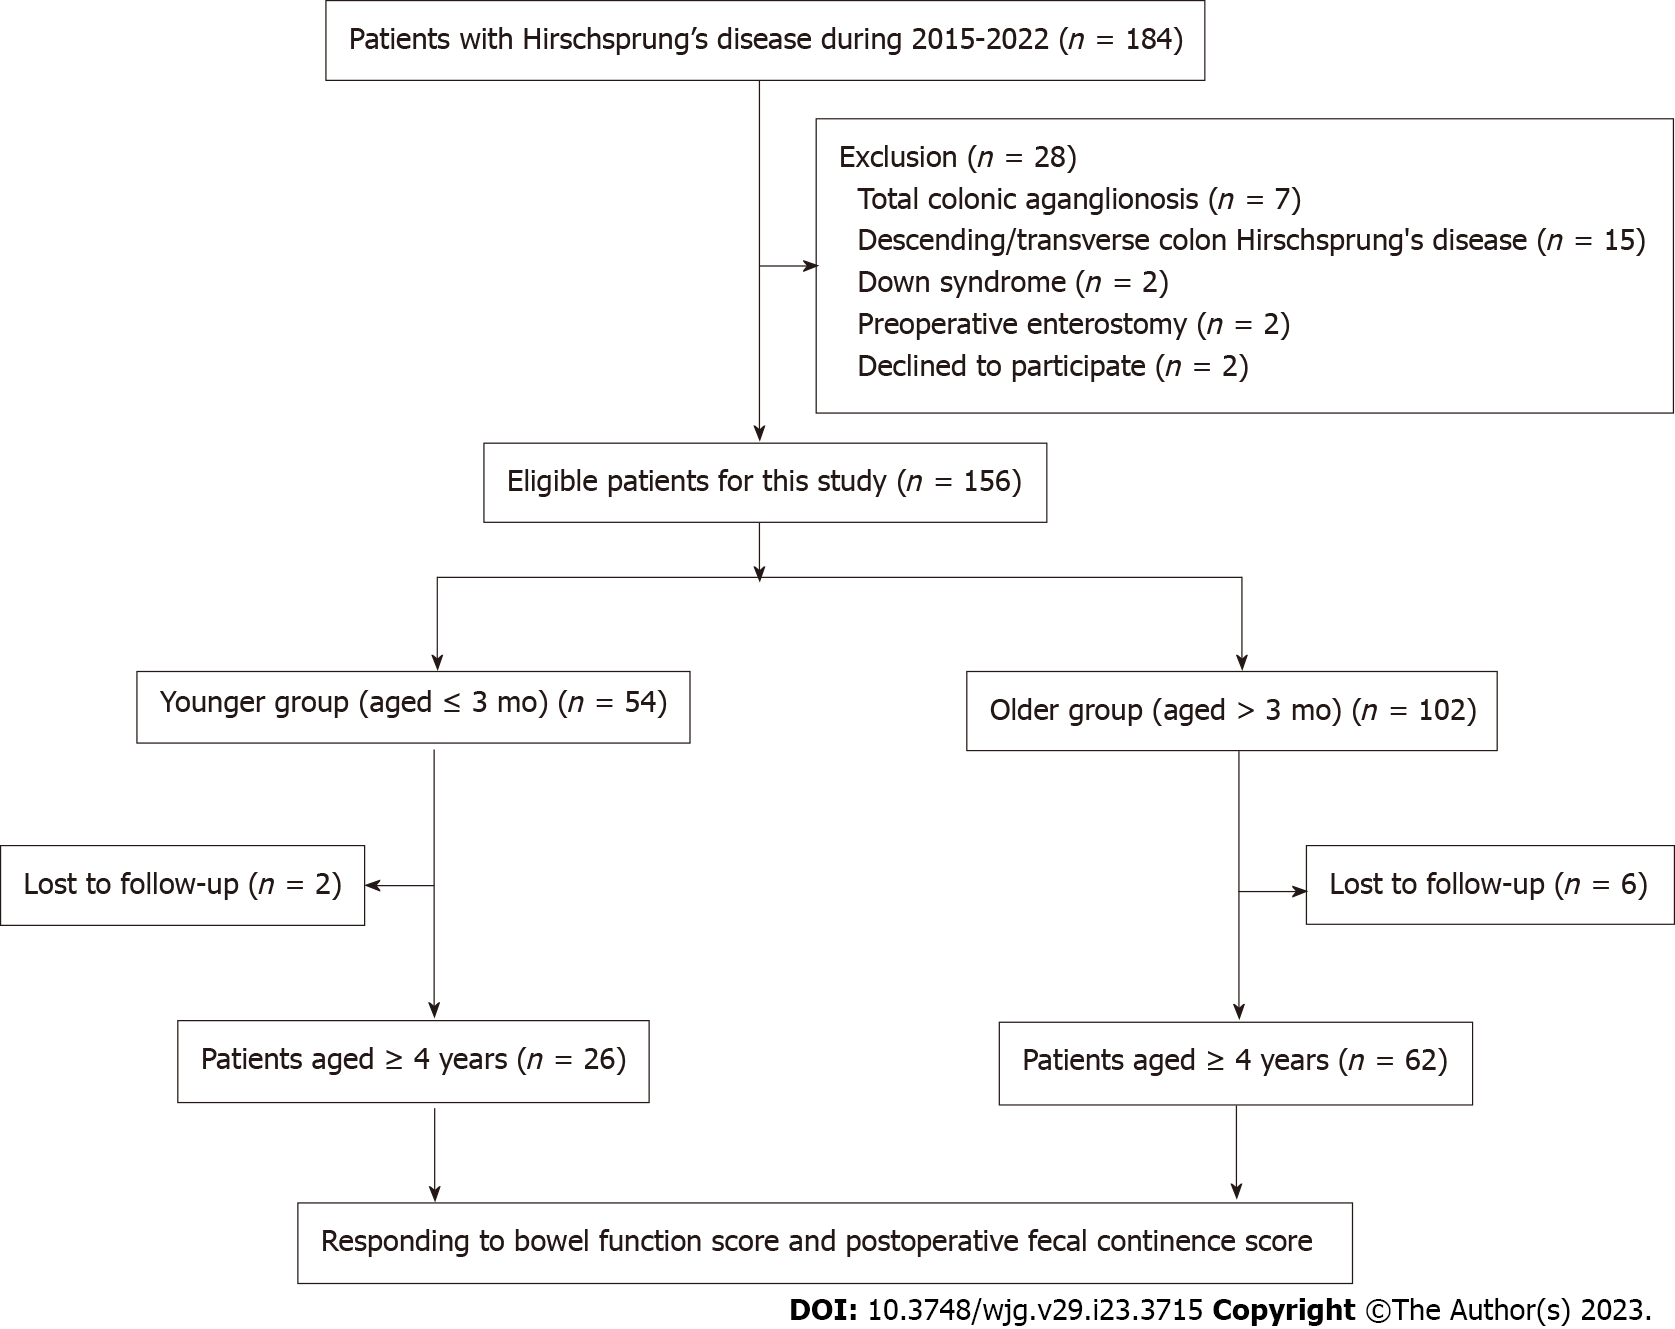 Patients with Hirschsprung’s disease during 2015-2022 (n = 184)
Exclusion (n = 28)
Total colonic aganglionosis (n = 7)
Descending/transverse colon Hirschsprung's disease (n = 15)
Down syndrome (n = 2)
Preoperative enterostomy (n = 2)
Declined to participate (n = 2)
Eligible patients for this study (n = 156)
Younger group (aged ≤ 3 mo) (n = 54)
Older group (aged > 3 mo) (n = 102)
Lost to follow-up (n = 2)
Lost to follow-up (n = 6)
Patients aged ≥ 4 years (n = 26)
Patients aged ≥ 4 years (n = 62)
Responding to bowel function score and postoperative fecal continence score
DOI: 10.3748/wjg.v29.i23.3715 Copyright ©The Author(s) 2023.